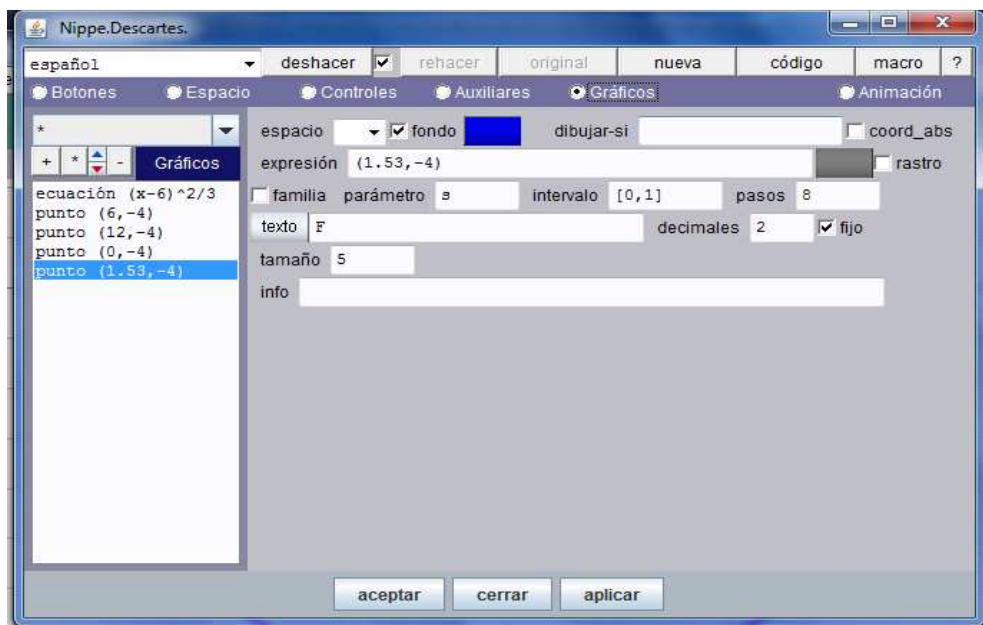 Nippe.Descartes.
español deshacer rehacer original nueva código macro ?
Botones Espacio Controles Auxiliares Gráficos Animación
* espacio fondo dibujar-si coord_abs
+ * - Gráficos expresión (1.53,-4) rastro
ecuación (x-6)^2/3 familia parámetro s intervalo [0,1] pasos 8
punto (6,-4)
punto (12,-4) texto F decimales 2 fijo
punto (0,-4)
punto (1.53,-4) tamaño 5
info
aceptar cerrar aplicar